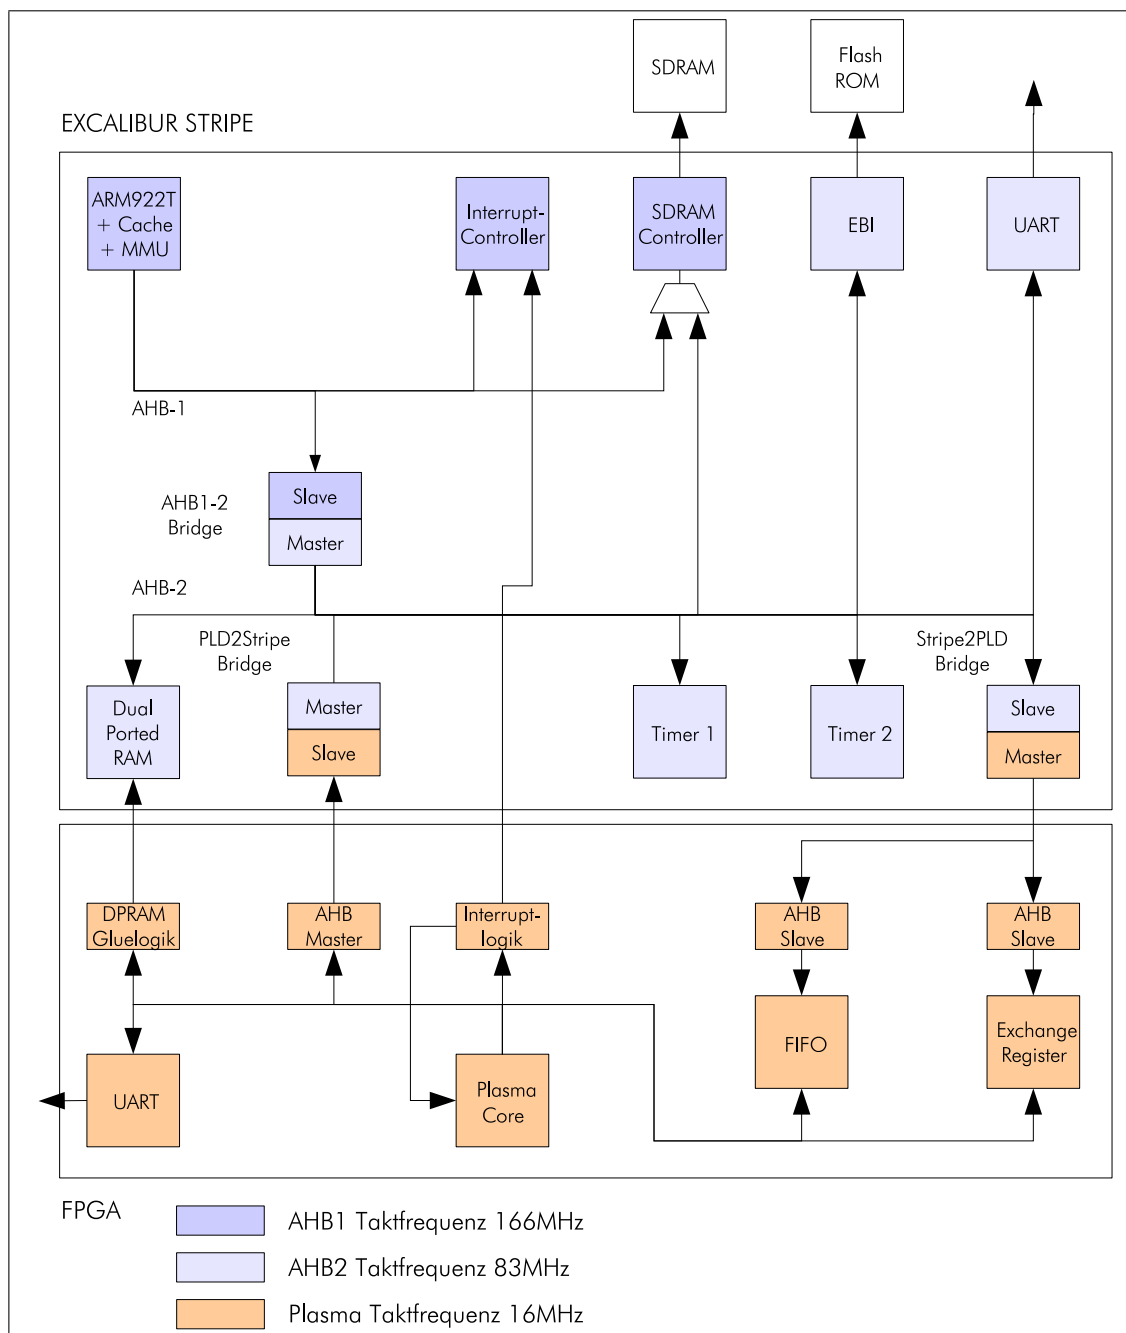 SDRAM
Flash
ROM
EXCALIBUR STRIPE
ARM922T
+ Cache
+ MMU
Interrupt-
Controller
SDRAM
Controller
EBI
UART
AHB-1
AHB1-2
Bridge
Slave
Master
AHB-2
PLD2Stripe
Bridge
Stripe2PLD
Bridge
Dual
Ported
RAM
Master
Slave
Timer 1
Timer 2
Slave
Master
DPRAM
Gluelogik
AHB
Master
Interrupt-
logik
AHB
Slave
AHB
Slave
UART
Plasma
Core
FIFO
Exchange
Register
FPGA
AHB1 Taktfrequenz 166MHz
AHB2 Taktfrequenz 83MHz
Plasma Taktfrequenz 16MHz